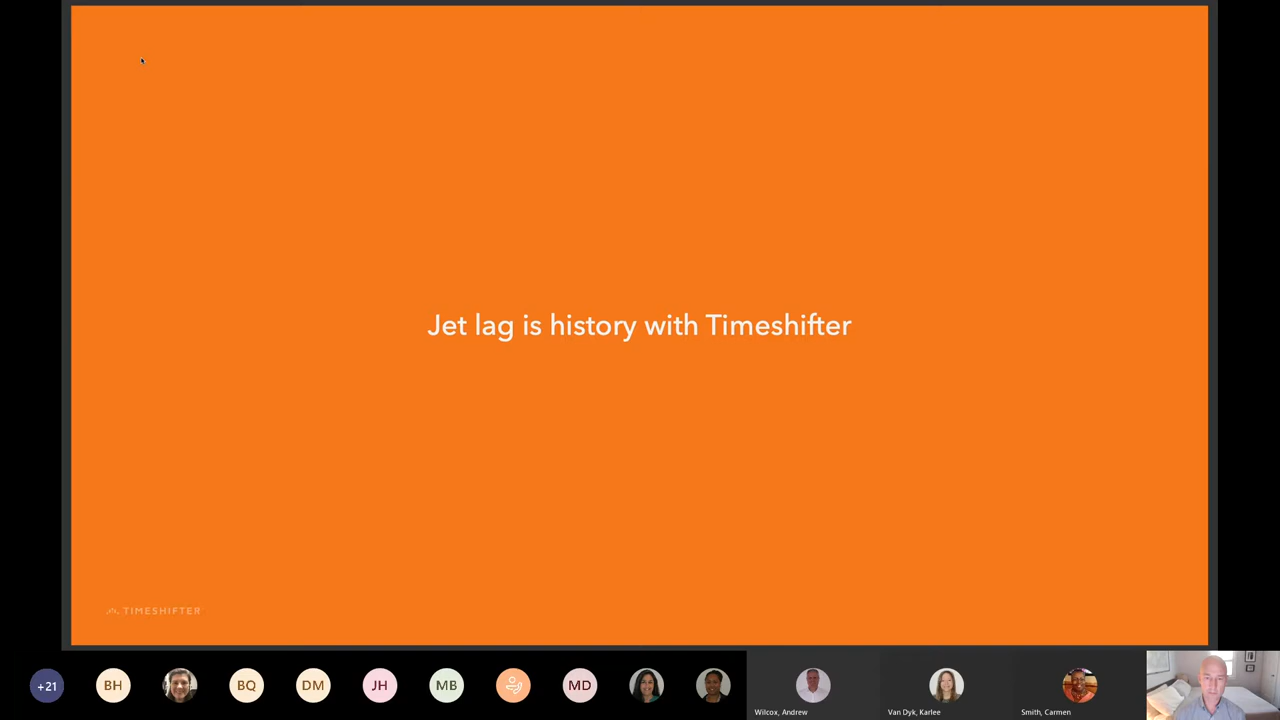 Jet lag is history with Timeshifter
TIMESHIFTER
+21
BH
BQ
DM
JH
MB
MD
Wilcox, Andrew
Van Dyk, Karlee
Smith, Carmen